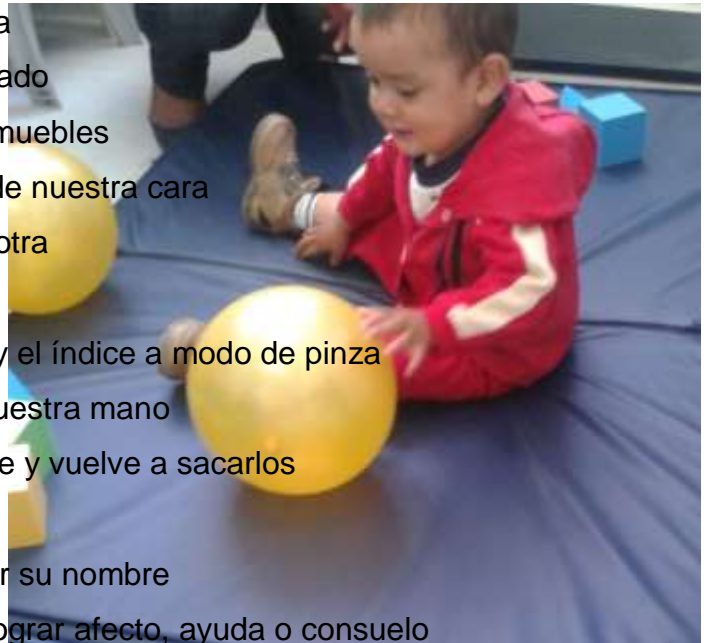 a
ado
muebles
de nuestra cara
otra
y el índice a modo de pinza
uestra mano
e y vuelve a sacarlos
r su nombre
ograr afecto, ayuda o consuelo